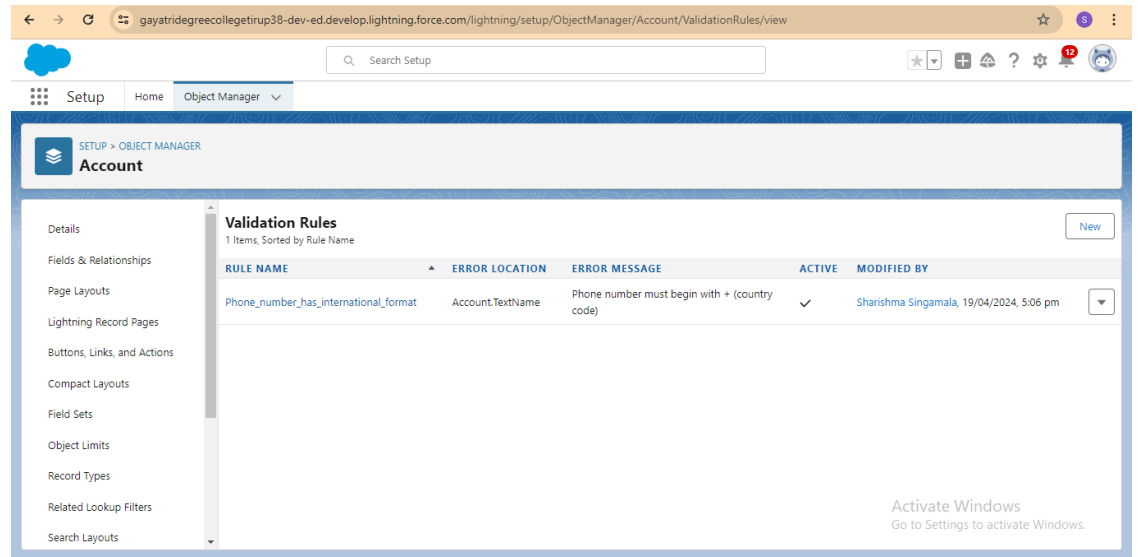 gayatridegreecollegetirup38-dev-ed.develop.lightning.force.com/lightning/setup/ObjectManager/Account/ValidationRules/view
S
Search Setup
12
Setup
Home
Object Manager
SETUP > OBJECT MANAGER
Account
Details
Fields & Relationships
Page Layouts
Lightning Record Pages
Buttons, Links, and Actions
Compact Layouts
Field Sets
Object Limits
Record Types
Related Lookup Filters
Search Layouts
Validation Rules
1 Items, Sorted by Rule Name
New
RULE NAME ERROR LOCATION ERROR MESSAGE ACTIVE MODIFIED BY
Phone_number_has_international_format Account.TextName Phone number must begin with + (country
code) Sharishma Singamala, 19/04/2024, 5:06 pm
Activate Windows
Go to Settings to activate Windows.